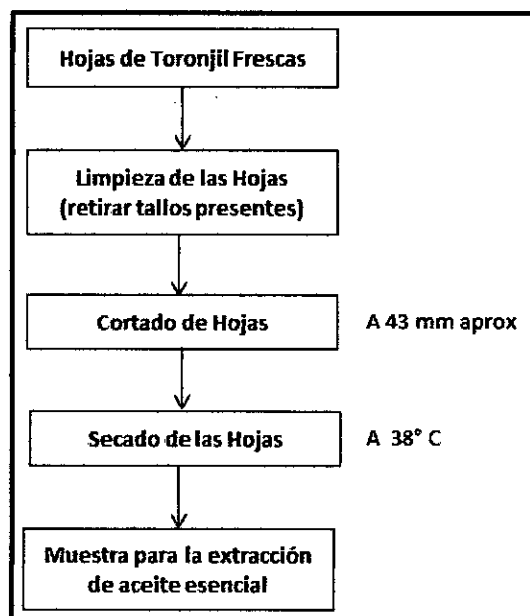 Hojas de Toronjil Frescas
Limpieza de las Hojas
(retirar tallos presentes)
Cortado de Hojas
A 43 mm aprox
Secado de las Hojas
A 38° C
Muestra para la extracción
de aceite esencial